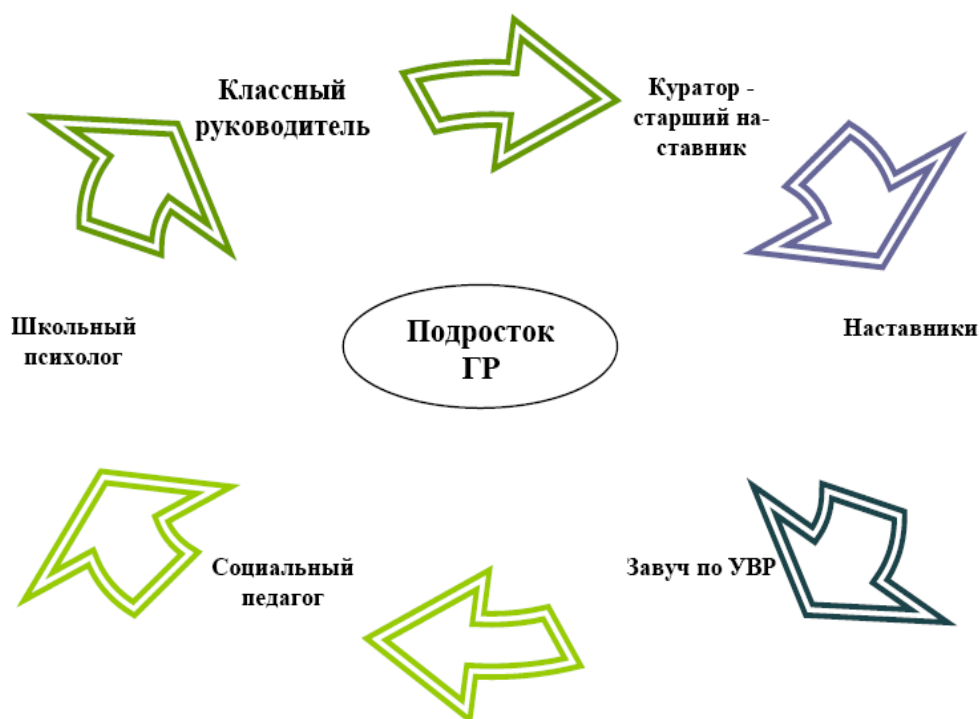 Классный
руководитель
Куратор -
старший на-
ставник
Школьный
психолог
Подросток
ГР
Наставники
Социальный
педагог
Завуч по УВР